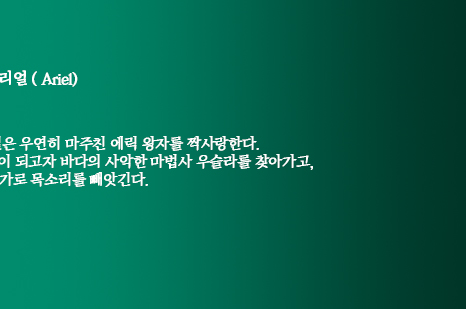 리얼 ( Ariel)
은 우연히 마주친 에릭 왕자를 짝사랑한다.
이 되고자 바다의 사악한 마법사 우슬라를 찾아가고,
가로 목소리를 빼앗긴다.